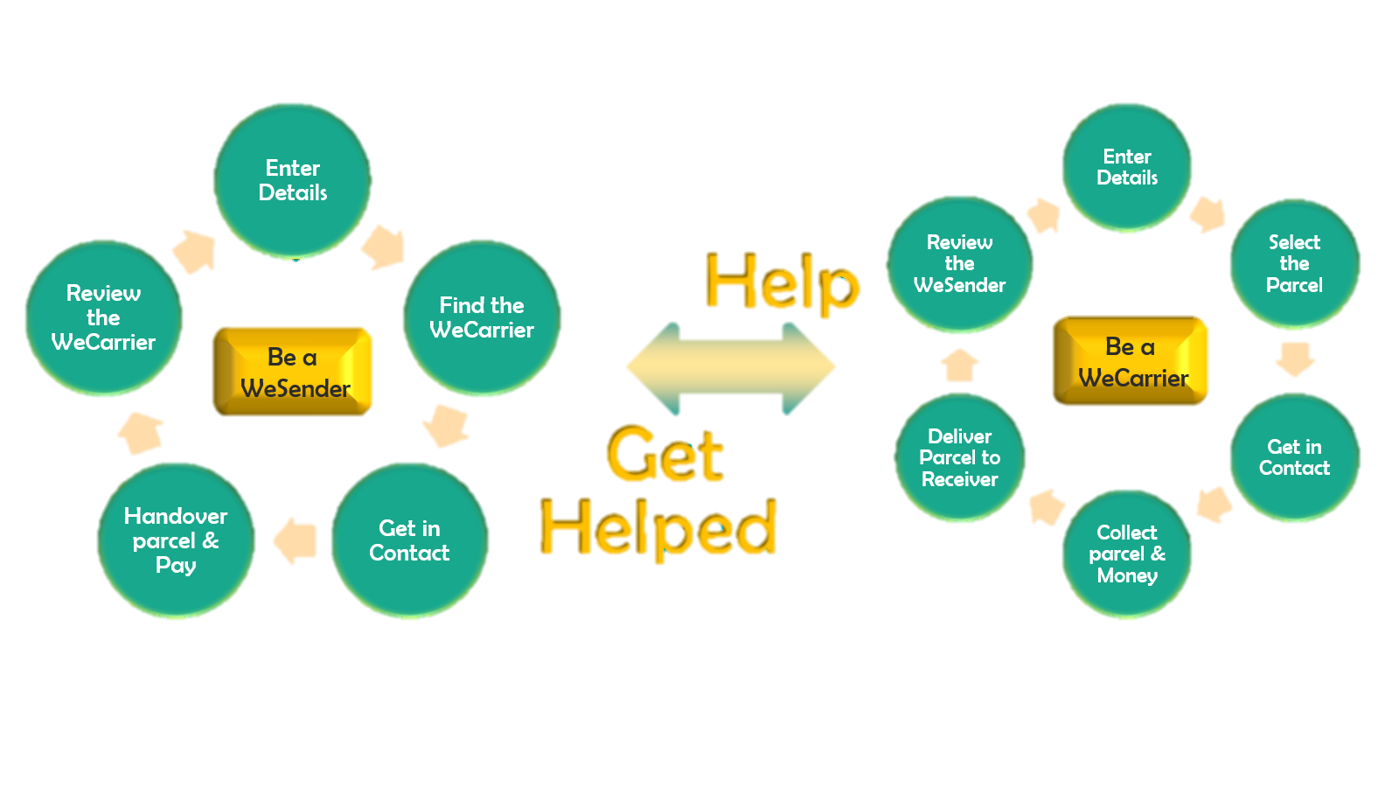 Enter
Details
Find the
WeCarrier
Get in
Contact
Handover
parcel &
Pay
Review
the
WeCarrier
Be a
WeSender
Help
Get
Helped
Enter
Details
Select
the
Parcel
Get in
Contact
Collect
parcel &
Money
Deliver
Parcel to
Receiver
Review
the
WeSender
Be a
WeCarrier